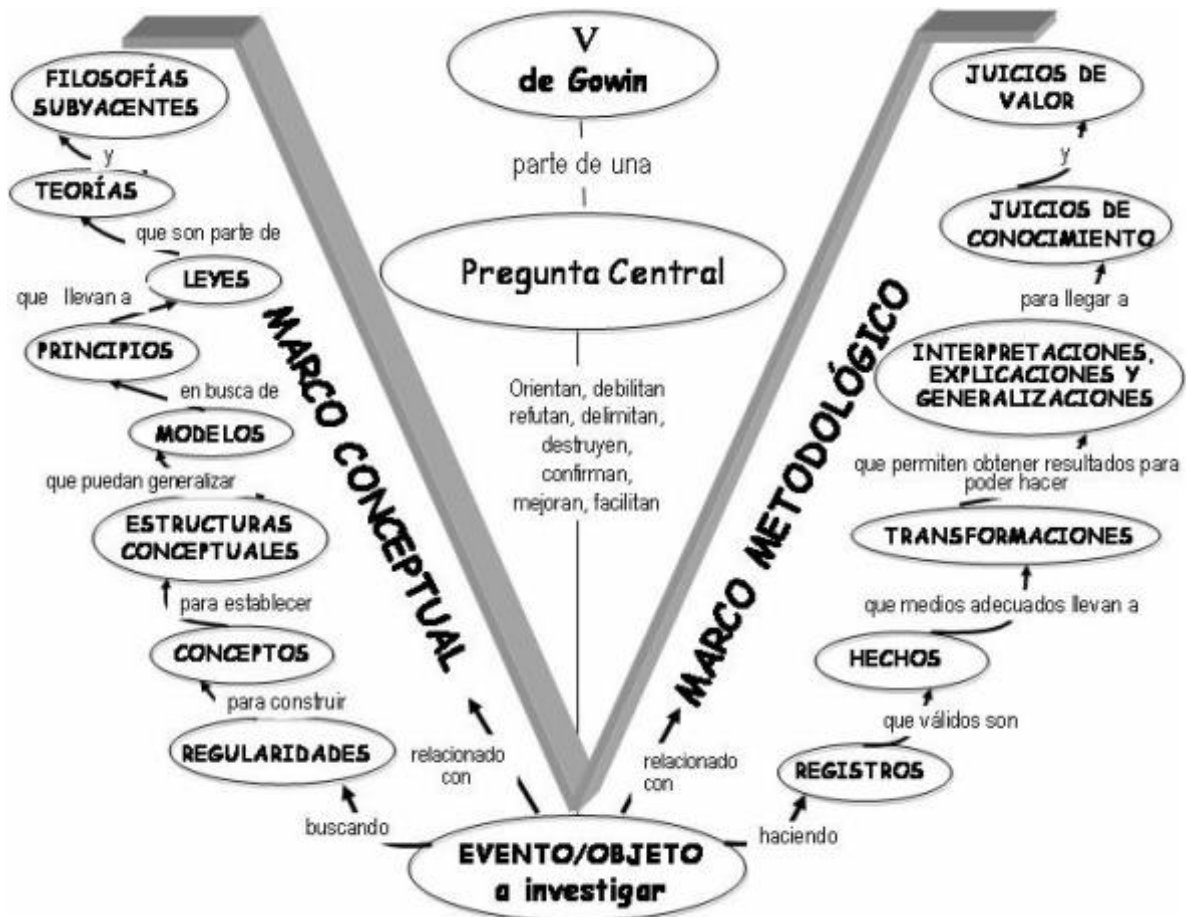 V
de Gowin
parte de una
Pregunta Central
Orientan, debilitan
refutan, delimitan,
destruyen,
confirman,
mejoran, facilitan
FILOSOFÍAS
SUBYACENTES
y
TEORÍAS
que son parte de
LEYES
que llevan a
PRINCIPIOS
en busca de
MODELOS
que puedan generalizar
ESTRUCTURAS
CONCEPTUALES
para establecer
CONCEPTOS
para construir
REGULARIDADES
buscando
MARCO CONCEPTUAL
relacionado
con
EVENTO/OBJETO
a investigar
relacionado
con
MARCO METODOLÓGICO
JUICIOS DE
VALOR
y
JUICIOS DE
CONOCIMIENTO
para llegar a
INTERPRETACIONES,
EXPLICACIONES Y
GENERALIZACIONES
que permiten obtener resultados para
poder hacer
TRANSFORMACIONES
que medios adecuados llevan a
HECHOS
que válidos son
REGISTROS
haciendo